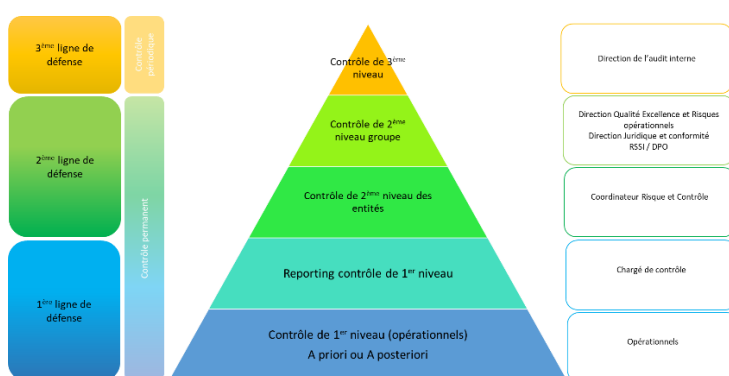 3ème ligne de
défense
Contrôle
périodique
Contrôle de 3ème
niveau
Direction de l'audit interne
2ème ligne de
défense
Contrôle permanent
Contrôle de 2ème
niveau groupe
Direction Qualité Excellence et Risques
opérationnels
Direction Juridique et conformité
RSSI / DPO
Contrôle de 2ème niveau des
entités
Coordinateur Risque et Contrôle
1ère ligne de
défense
Reporting contrôle de 1er niveau
Chargé de contrôle
Contrôle de 1er niveau (opérationnels)
A priori ou A posteriori
Opérationnels